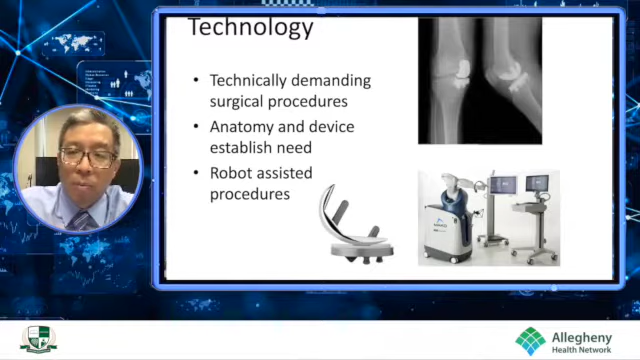 Technology
• Technically demanding
surgical procedures
• Anatomy and device
establish need
• Robot assisted
procedures
Allegheny
Health Network